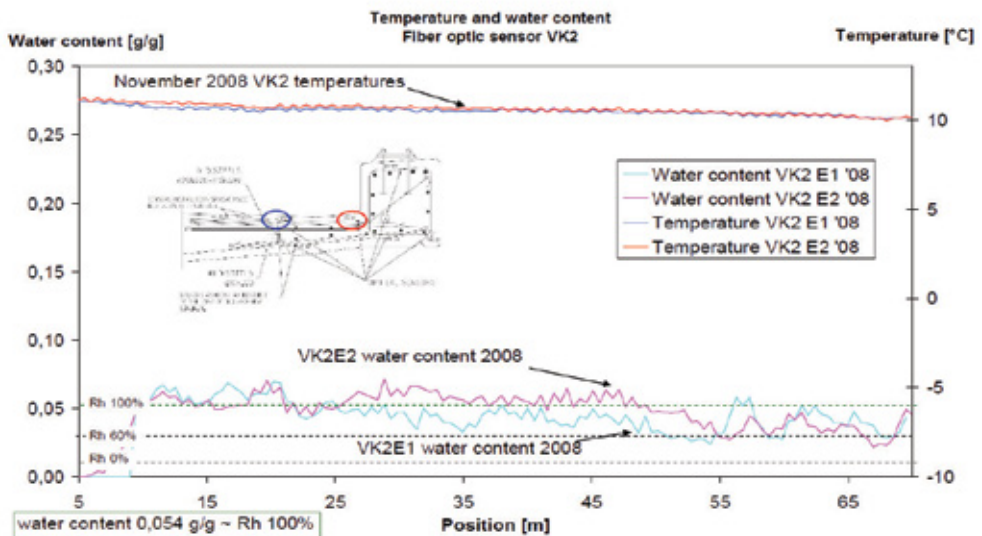 Temperature and water content
Fiber optic sensor VK2
Water content [g/g]
Temperature [°C]
0,30
0,25
0,20
0,15
0,10
0,05
0,00
November 2008 VK2 temperatures
10
5
0
-5
-10
Water content VK2 E1 '08
Water content VK2 E2 '08
Temperature VK2 E1 '08
Temperature VK2 E2 '08
VK2E2 water content 2008
Rh 100%
Rh 60%
Rh 0%
VK2E1 water content 2008
5
15
25
35
45
55
65
Position [m]
water content 0,054 g/g ~ Rh 100%